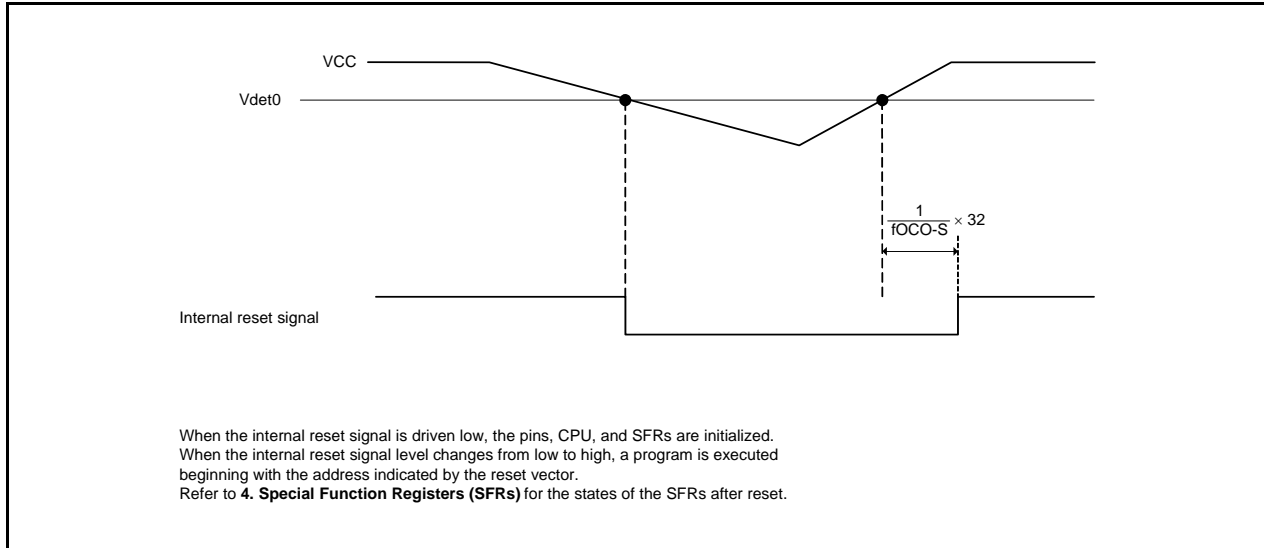 VCC
Vdet0
1
fOCO-S × 32
Internal reset signal
When the internal reset signal is driven low, the pins, CPU, and SFRs are initialized.
When the internal reset signal level changes from low to high, a program is executed
beginning with the address indicated by the reset vector.
Refer to 4. Special Function Registers (SFRs) for the states of the SFRs after reset.